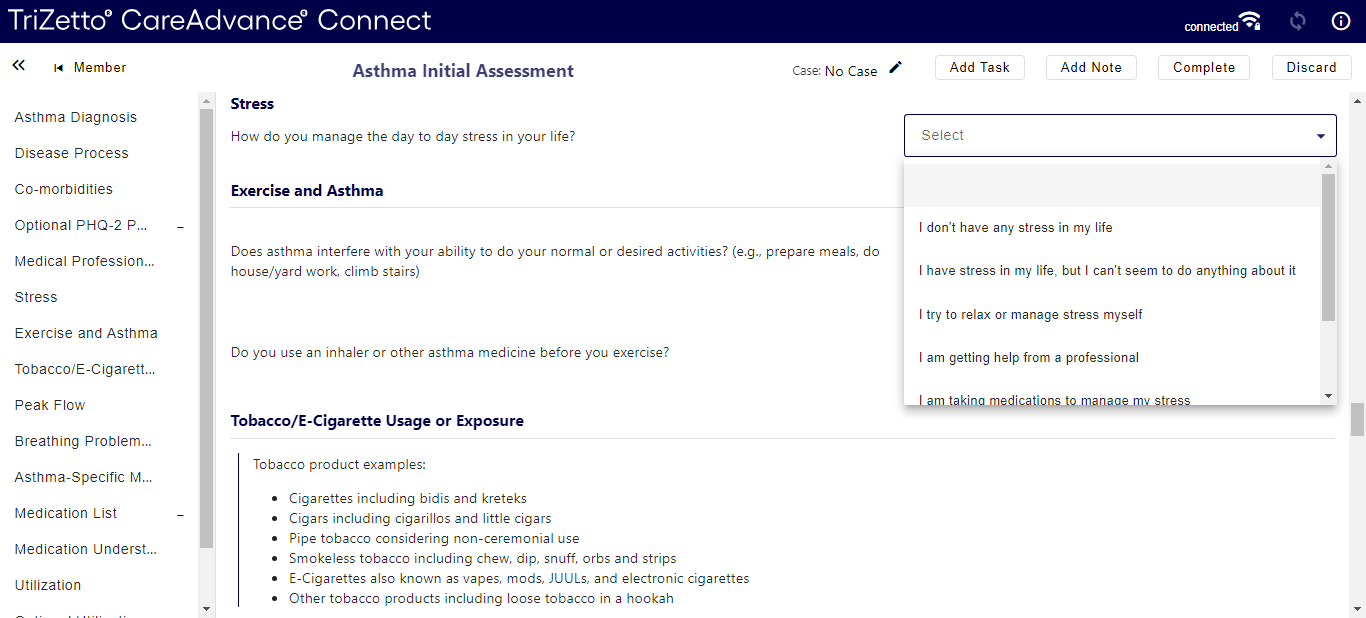 TriZetto® CareAdvance® Connect
connected
Member
Asthma Initial Assessment
Case: No Case
Add Task
Add Note
Complete
Discard
Asthma Diagnosis
Disease Process
Co-morbidities
Optional PHQ-2 P...
Medical Profession...
Stress
Exercise and Asthma
Tobacco/E-Cigarett...
Peak Flow
Breathing Problem...
Asthma-Specific M...
Medication List
Medication Underst...
Utilization
Stress
How do you manage the day to day stress in your life?
Select
I don't have any stress in my life
I have stress in my life, but I can't seem to do anything about it
I try to relax or manage stress myself
I am getting help from a professional
I am taking medications to manage my stress
Exercise and Asthma
Does asthma interfere with your ability to do your normal or desired activities? (e.g., prepare meals, do
house/yard work, climb stairs)
Do you use an inhaler or other asthma medicine before you exercise?
Tobacco/E-Cigarette Usage or Exposure
Tobacco product examples:
Cigarettes including bidis and kreteks
Cigars including cigarillos and little cigars
Pipe tobacco considering non-ceremonial use
Smokeless tobacco including chew, dip, snuff, orbs and strips
E-Cigarettes also known as vapes, mods, JUULs, and electronic cigarettes
Other tobacco products including loose tobacco in a hookah